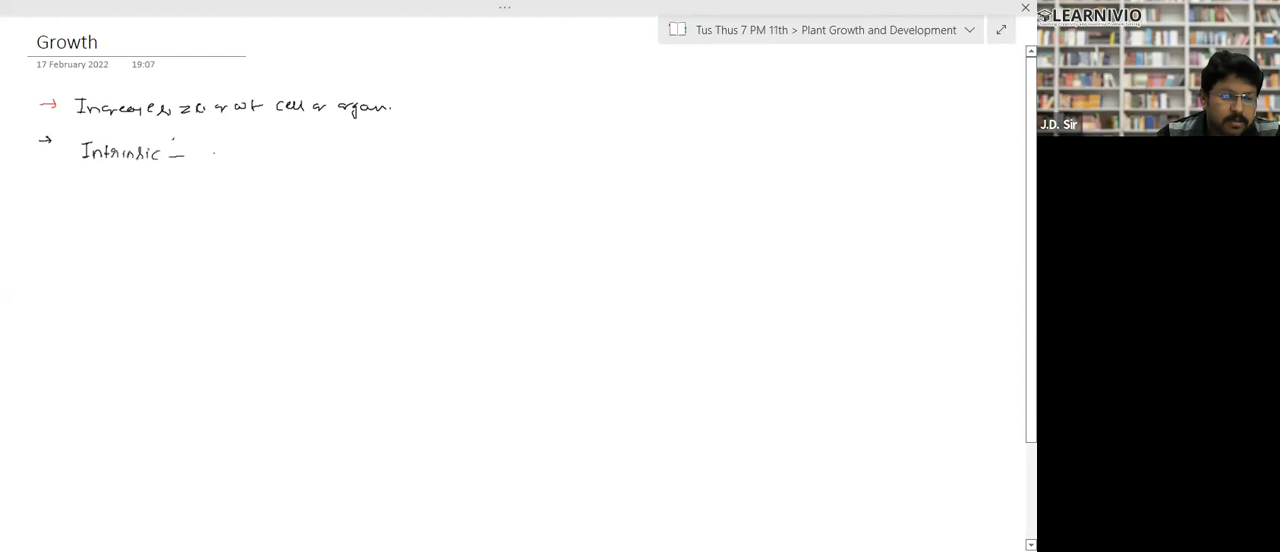 Growth
17 February 2022 19:07
Tus Thus 7 PM 11th > Plant Growth and Development
→ Increase in or wt cell or organ.
→ Intrinsic -
LEARNIVIO
J.D. Sir